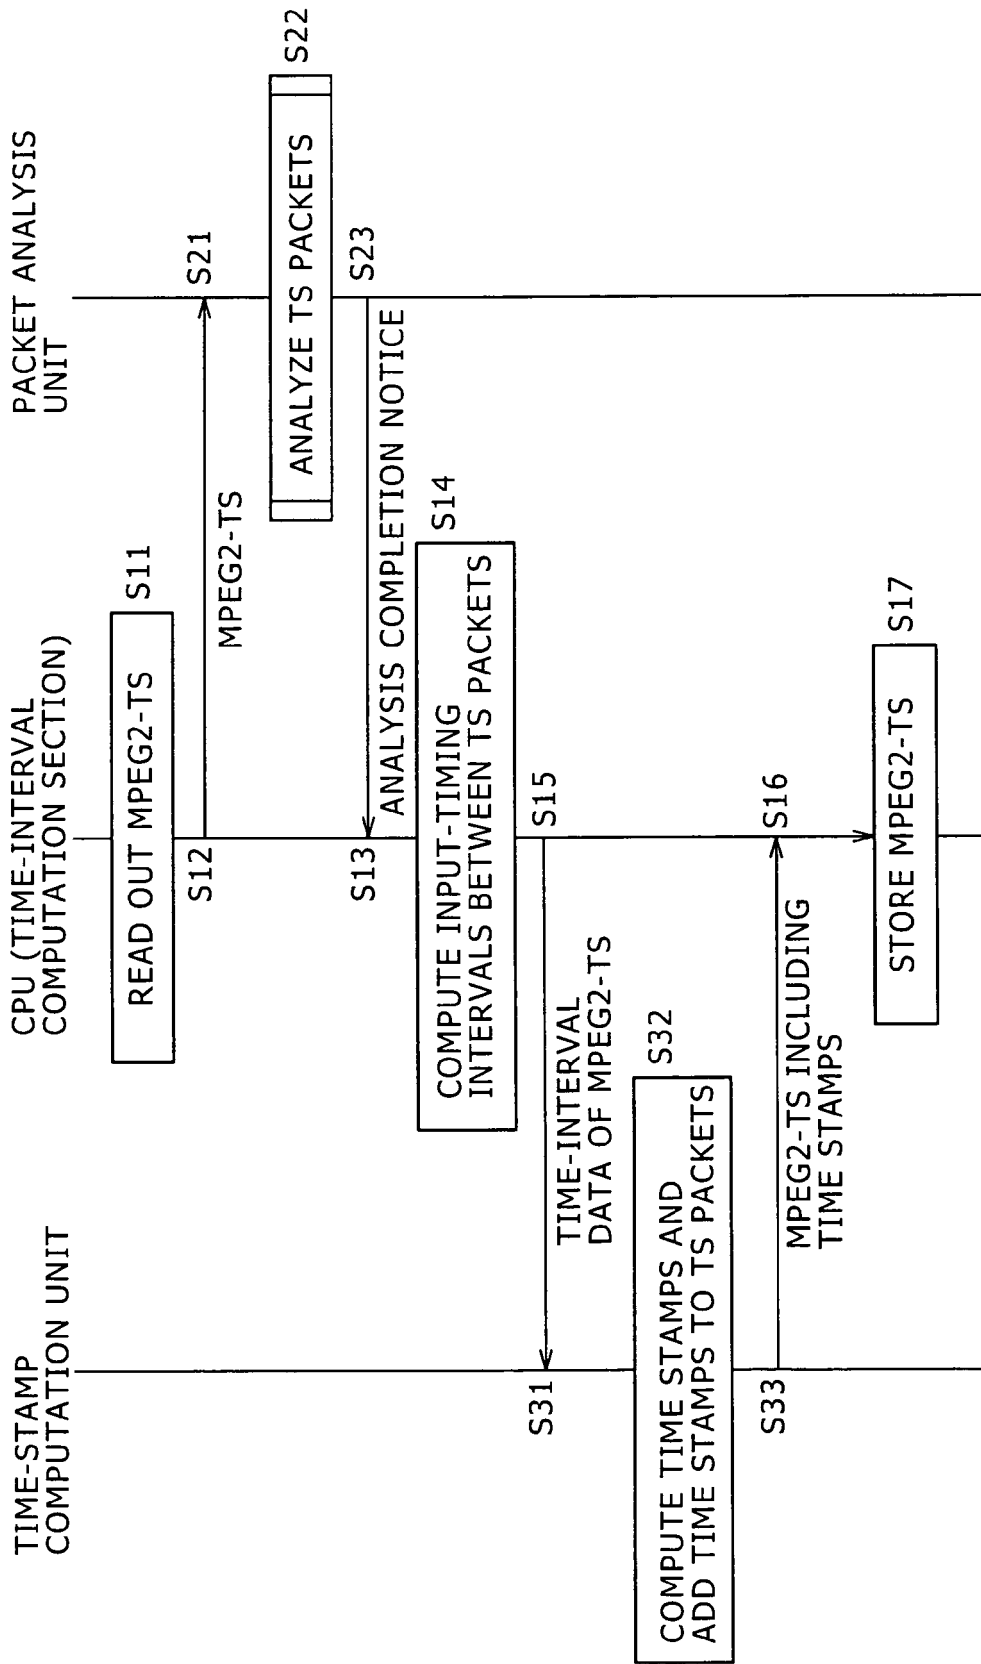 TIME-STAMP
COMPUTATION UNIT
CPU (TIME-INTERVAL
COMPUTATION SECTION)
PACKET ANALYSIS
UNIT
READ OUT MPEG2-TS
S11
S12
MPEG2-TS
S21
ANALYZE TS PACKETS
S22
S13
ANALYSIS COMPLETION NOTICE
S23
COMPUTE INPUT-TIMING
INTERVALS BETWEEN TS PACKETS
S14
S31
TIME-INTERVAL
DATA OF MPEG2-TS
S15
COMPUTE TIME STAMPS AND
ADD TIME STAMPS TO TS PACKETS
S32
S33
MPEG2-TS INCLUDING
TIME STAMPS
S16
STORE MPEG2-TS
S17